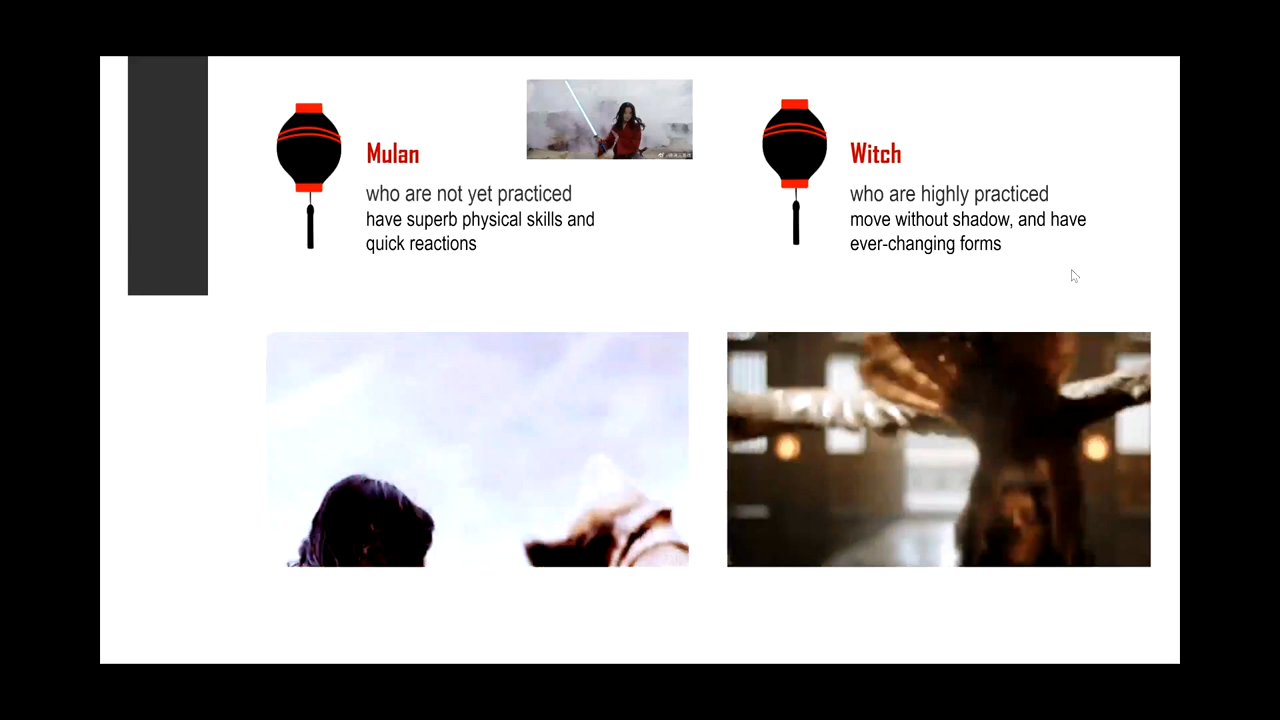 Mulan
who are not yet practiced
have superb physical skills and
quick reactions
Witch
who are highly practiced
move without shadow, and have
ever-changing forms